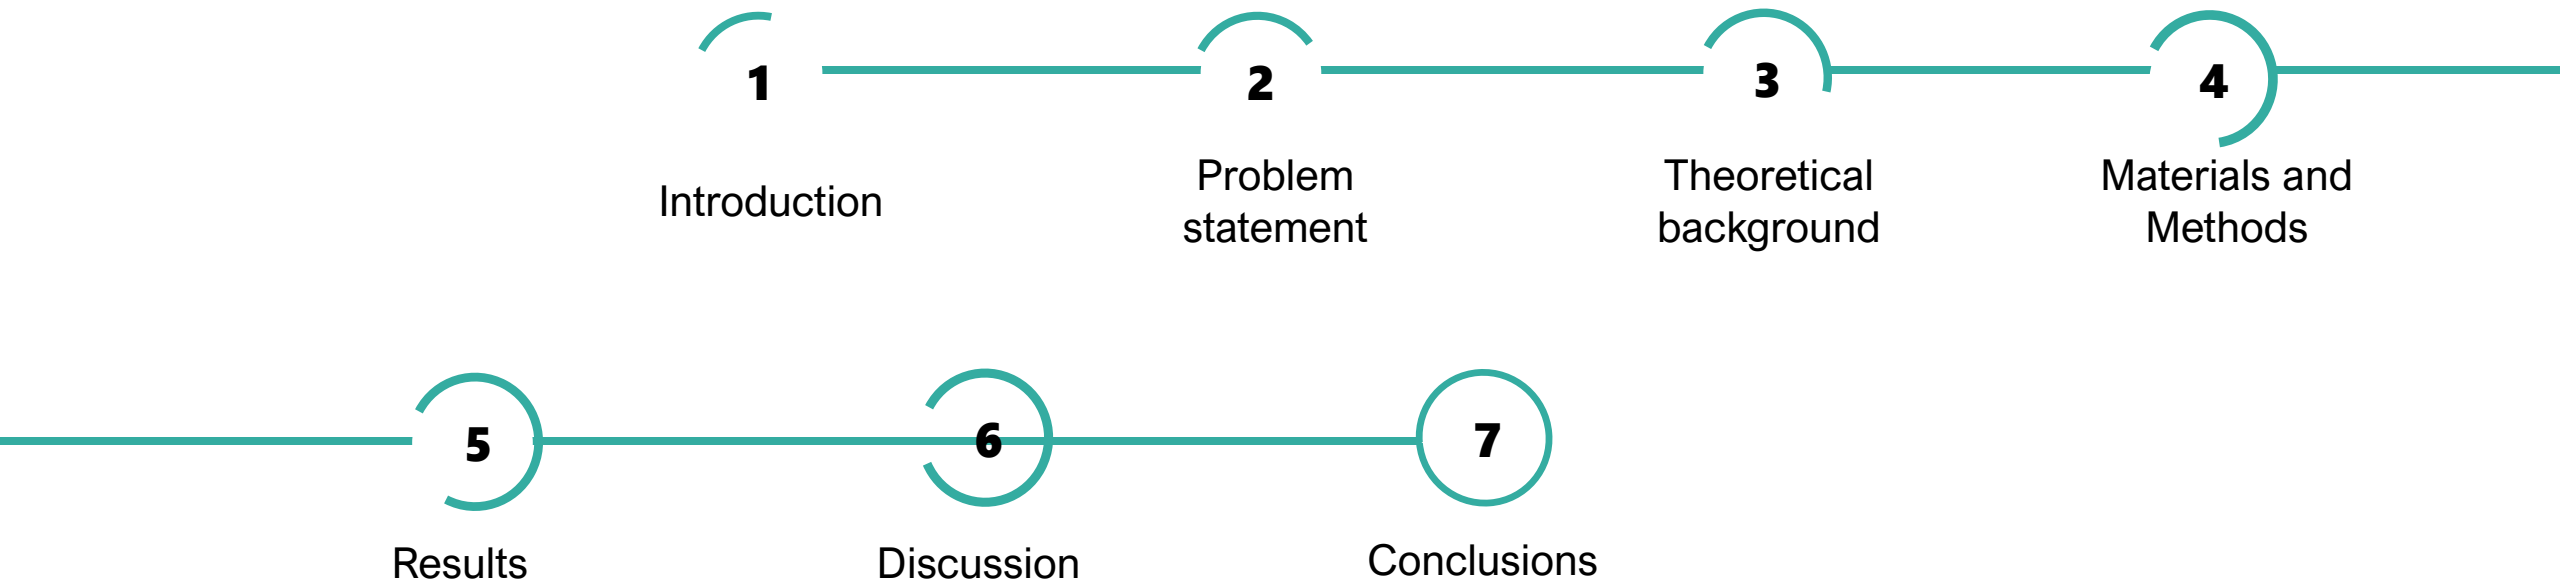 1
Introduction
2
Problem
statement
3
Theoretical
background
4
Materials and
Methods
5
Results
6
Discussion
7
Conclusions